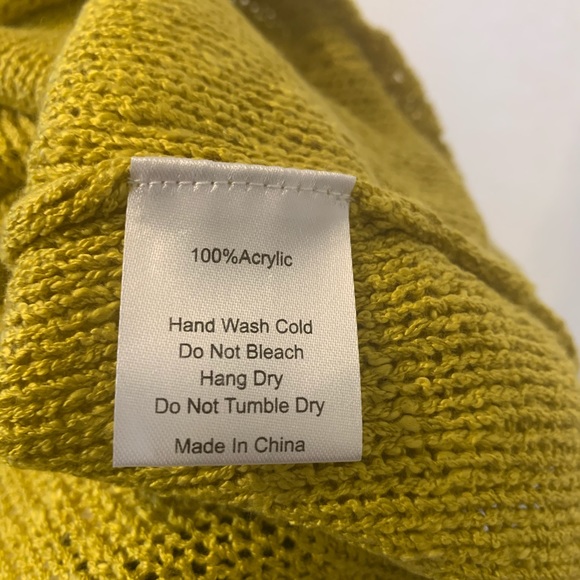 100%Acrylic
Hand Wash Cold
Do Not Bleach
Hang Dry
Do Not Tumble Dry
Made In China